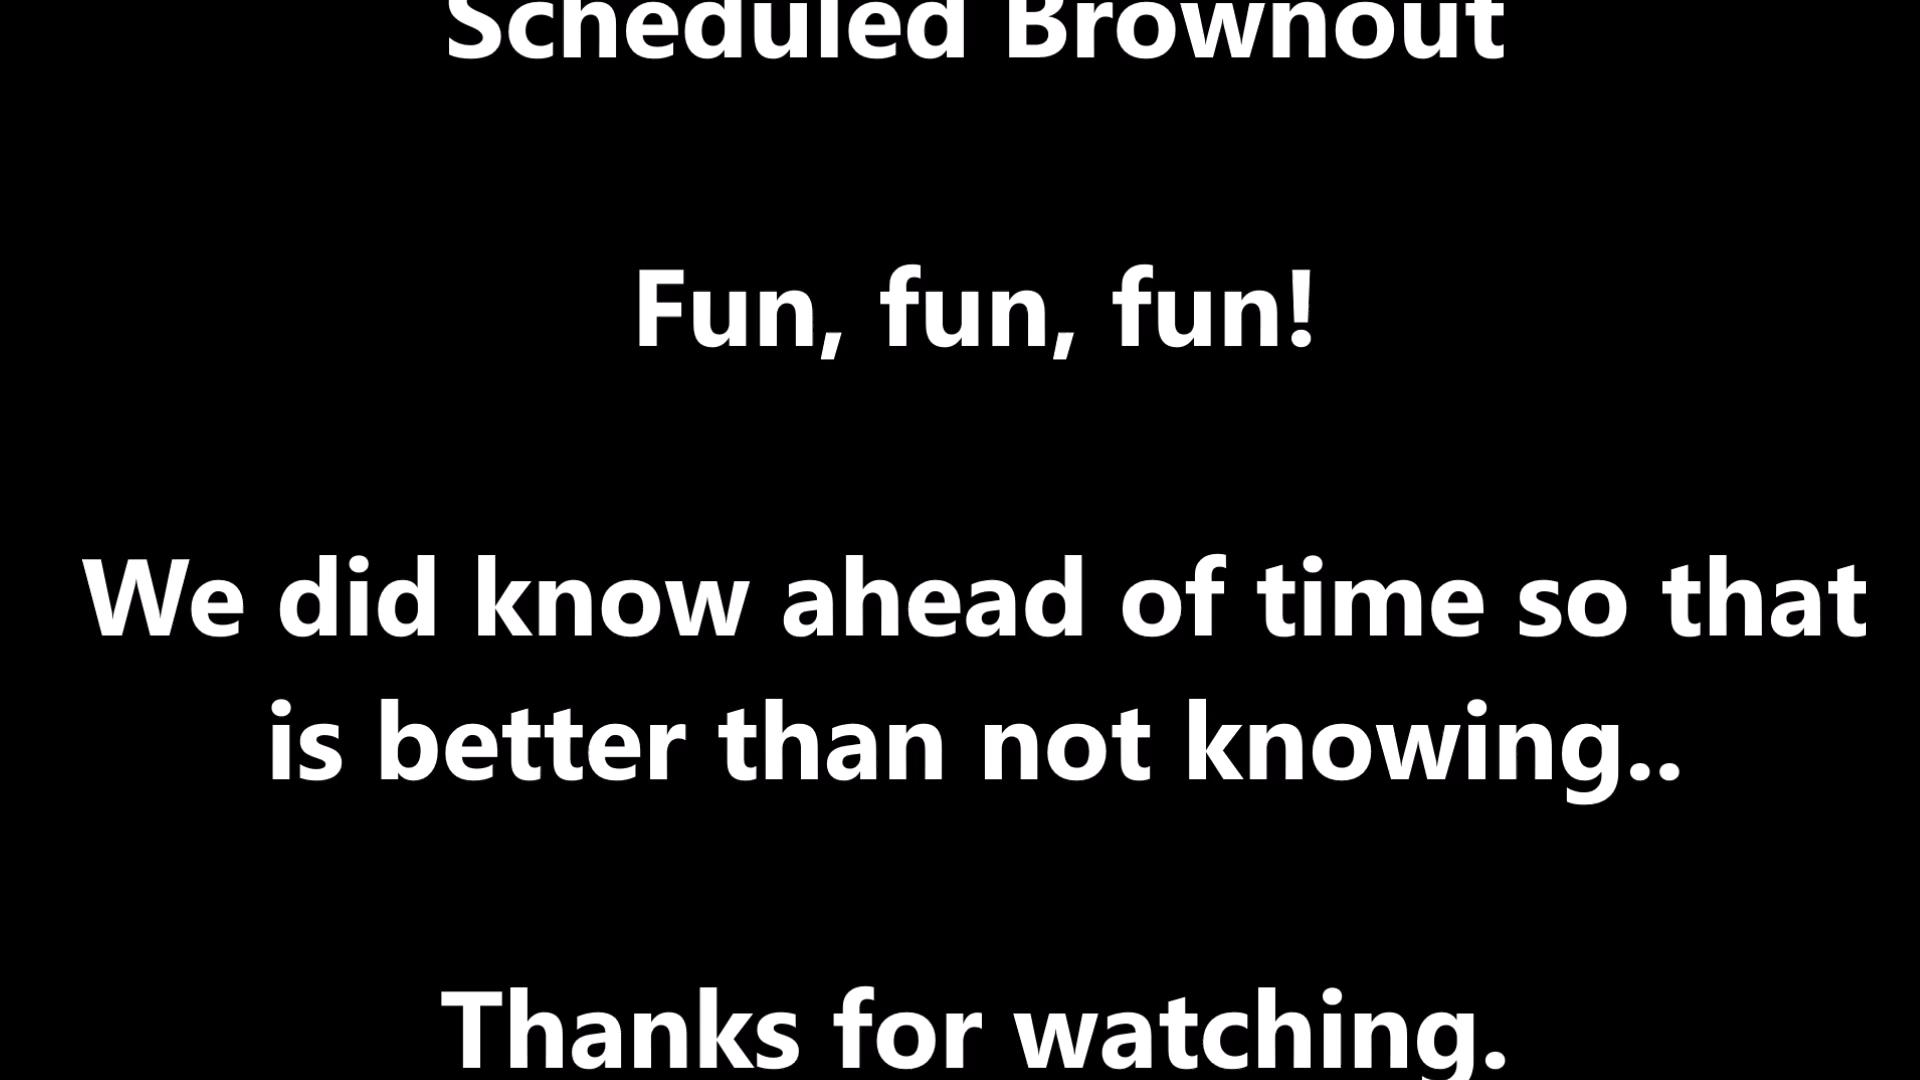 Scheduled Brownout
Fun, fun, fun!
We did know ahead of time so that
is better than not knowing..
Thanks for watching.